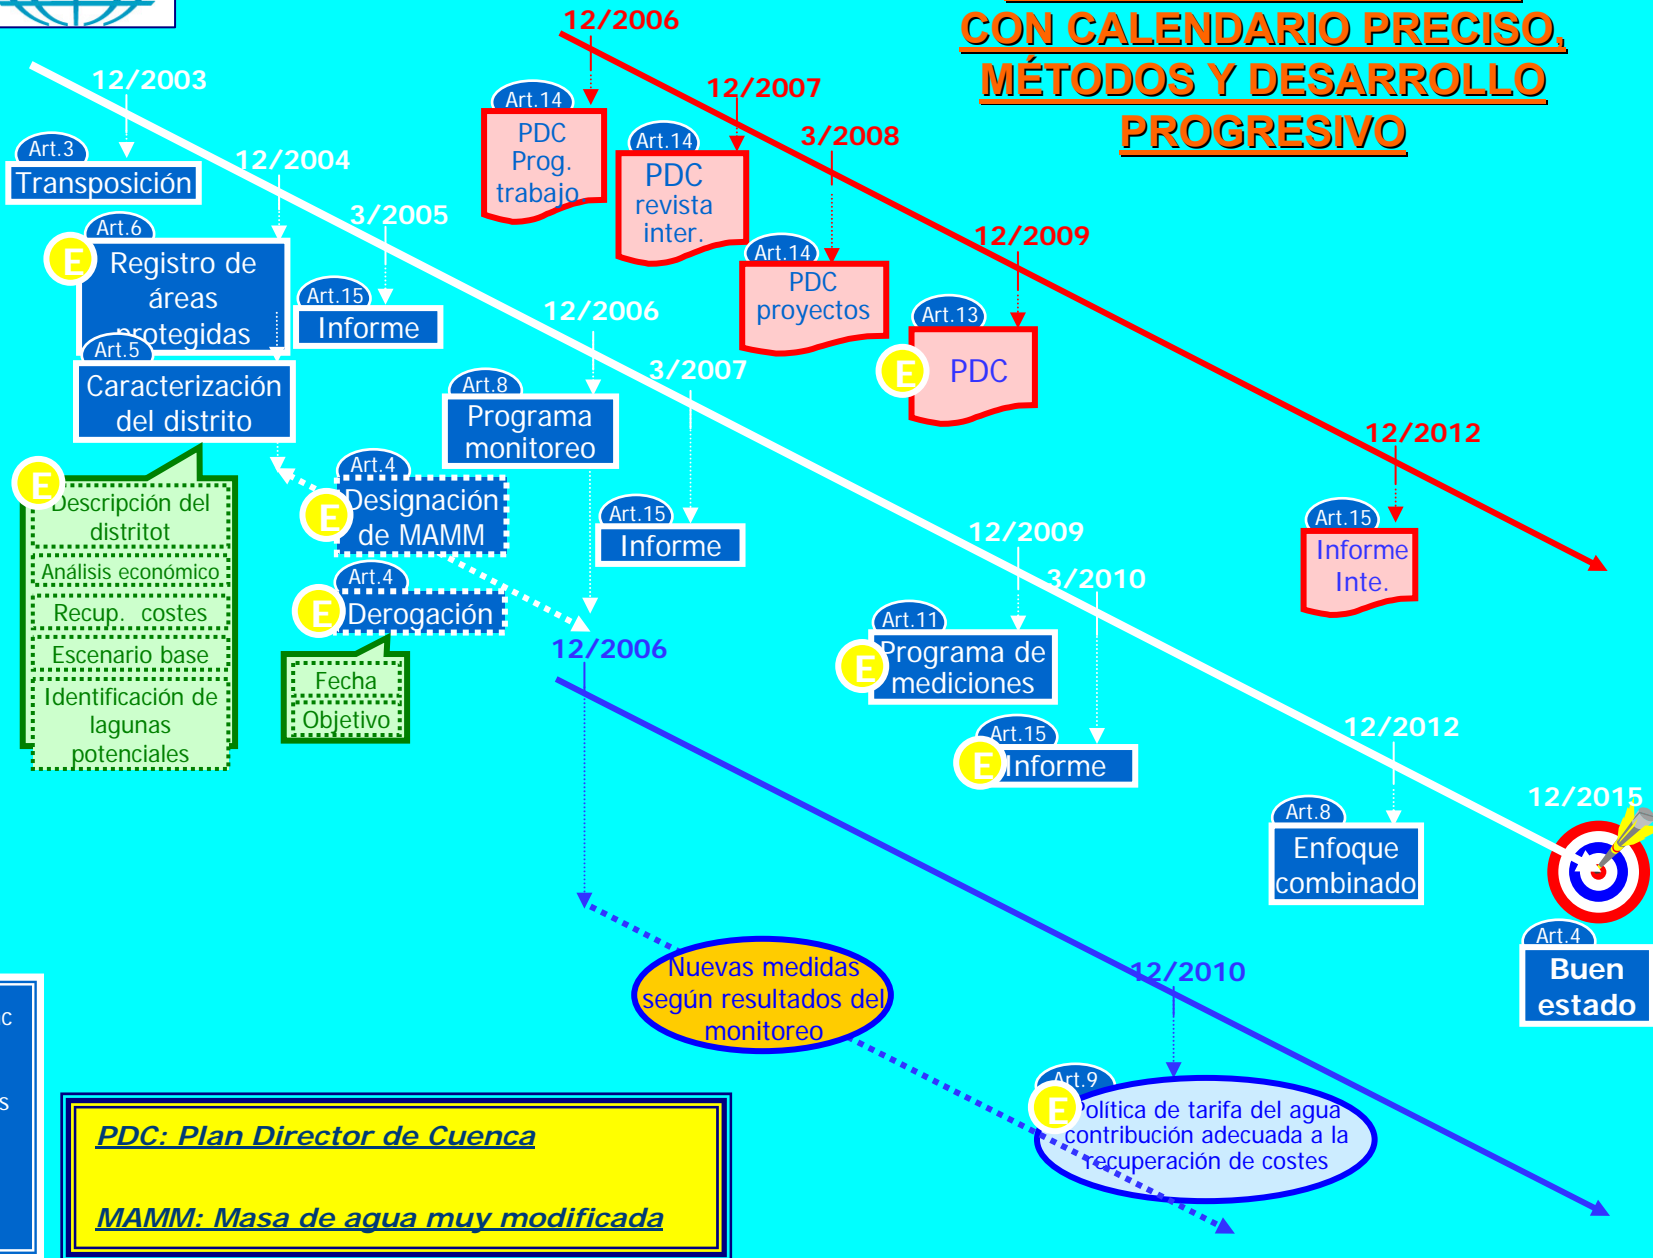 CON CALENDARIO PRECISO,
MÉTODOS Y DESARROLLO
PROGRESIVO
12/2006
12/2007
3/2008
12/2009
12/2012
Art.14
PDC
Prog.
trabajo
Art.14
PDC
revista
inter.
Art.14
PDC
proyectos
Art.13
E
PDC
Art.15
Informe
Inte.
12/2003
Art.3
Transposición
12/2004
Art.6
E
Registro de
áreas
protegidas
Art.5
Caracterización
del distrito
E
Descripción del
distritot
Análisis económico
Recup. costes
Escenario base
Identificación de
lagunas
potenciales
3/2005
Art.15
Informe
12/2006
Art.8
Programa
monitoreo
3/2007
Art.15
Informe
Art.4
E
Designación
de MAMM
Art.4
E
Derogación
Fecha
Objetivo
12/2009
Art.11
E
Programa de
mediciones
3/2010
Art.15
E
Informe
12/2012
Art.8
Enfoque
combinado
12/2015
Art.4
Buen
estado
12/2006
Nuevas medidas
según resultados del
monitoreo
12/2010
Art.9
E
Política de tarifa del agua
contribución adecuada a la
recuperación de costes
c
s
PDC: Plan Director de Cuenca
MAMM: Masa de agua muy modificada